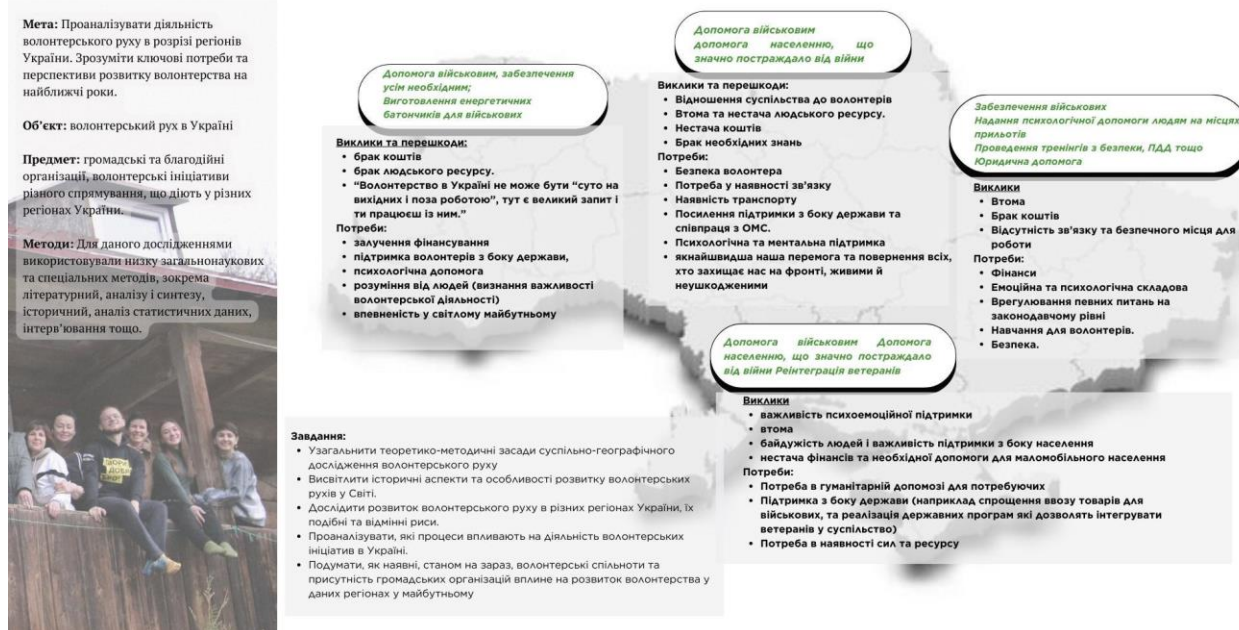 Мета: Проаналізувати діяльність
волонтерського руху в розрізі регіонів
України. Зрозуміти ключові потреби та
перспективи розвитку волонтерства на
найближчі роки.
Об’єкт: волонтерський рух в Україні
Предмет: громадські та благодійні
організації, волонтерські ініціативи
різного спрямування, що діють у різних
регіонах України.
Методи: Для даного дослідженнями
використовували низку загальнонаукових
та спеціальних методів, зокрема
літературний, аналізу і синтезу,
історичний, аналіз статистичних даних,
інтерв’ювання тощо.
Допомога військовим, забезпечення
усім необхідним;
Виготовлення енергетичних
батончиків для військових
Виклики та перешкоди:
• брак коштів
• брак людського ресурсу.
• “Волонтерство в Україні не може бути “суто на
вихідних і поза роботою”, тут є великий запит і
ти працюєш із ним.”
Потреби:
• залучення фінансування
• підтримка волонтерів з боку держави,
• психологічна допомога
• розуміння від людей (визнання важливості
волонтерської діяльності)
• впевненість у світлому майбутньому
Допомога військовим
допомога населенню, що
значно постраждало від війни
Виклики та перешкоди:
• Відношення суспільства до волонтерів
• Втома та нестача людського ресурсу.
• Нестача коштів
• Брак необхідних знань
Потреби:
• Безпека волонтера
• Потреба у наявності зв’язку
• Наявність транспорту
• Посилення підтримки з боку держави та
співпраця з ОМС.
• Психологічна та ментальна підтримка
• якнайшвидша наша перемога та повернення всіх,
хто захищає нас на фронті, живими й
неушкодженими
Забезпечення військових
Надання психологічної допомоги людям на місцях
прильотів
Проведення тренінгів з безпеки, ПДД тощо
Юридична допомога
Виклики
• Втома
• Брак коштів
• Відсутність зв’язку та безпечного місця для
роботи
Потреби:
• Фінанси
• Емоційна та психологічна складова
• Врегулювання певних питань на
законодавчому рівні
• Навчання для волонтерів.
• Безпека.
Допомога військовим Допомога
населенню, що значно постраждало
від війни Реінтеграція ветеранів
Виклики
• важливість психоемоційної підтримки
• втома
• байдужість людей і важливість підтримки з боку населення
• нестача фінансів та необхідної допомоги для маломобільного населення
Потреби:
• Потреба в гуманітарній допомозі для потребуючих
• Підтримка з боку держави (наприклад спрощення ввозу товарів для
військових, та реалізація державних програм які дозволять інтегрувати
ветеранів у суспільство)
• Потреба в наявності сил та ресурсу
Завдання:
• Узагальнити теоретико-методичні засади суспільно-географічного
дослідження волонтерського руху
• Висвітлити історичні аспекти та особливості розвитку волонтерських
рухів у Світі.
• Дослідити розвиток волонтерського руху в різних регіонах України, їх
подібні та відмінні риси.
• Проаналізувати, які процеси впливають на діяльність волонтерських
ініціатив в Україні.
• Подумати, як наявні, станом на зараз, волонтерські спільноти та
присутність громадських організацій вплине на розвиток волонтерства у
даних регіонах у майбутньому